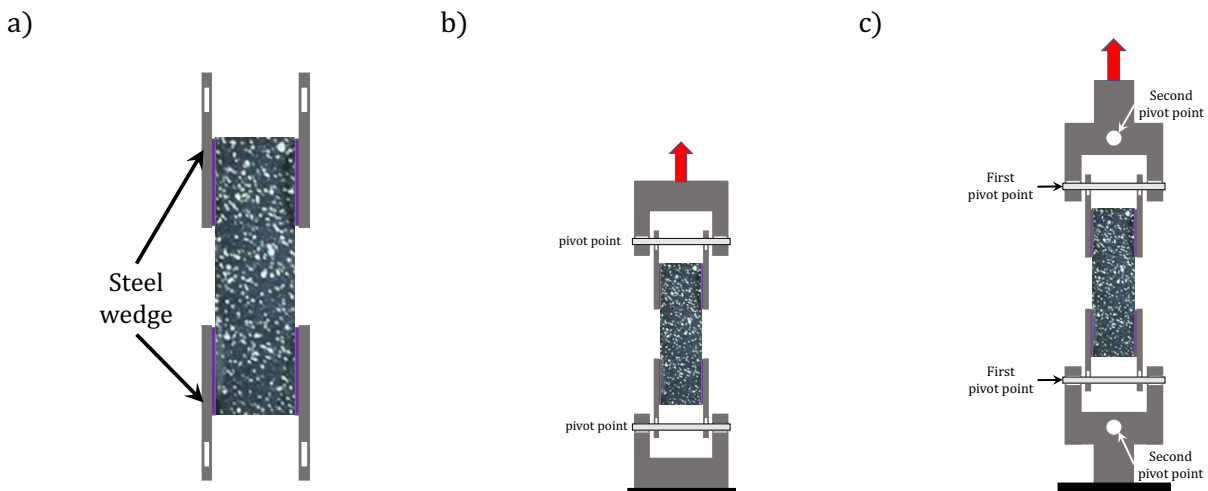 a)
b)
c)
Steel
wedge
pivot point
pivot point
Second
pivot point
First
pivot point
First
pivot point
Second
pivot point